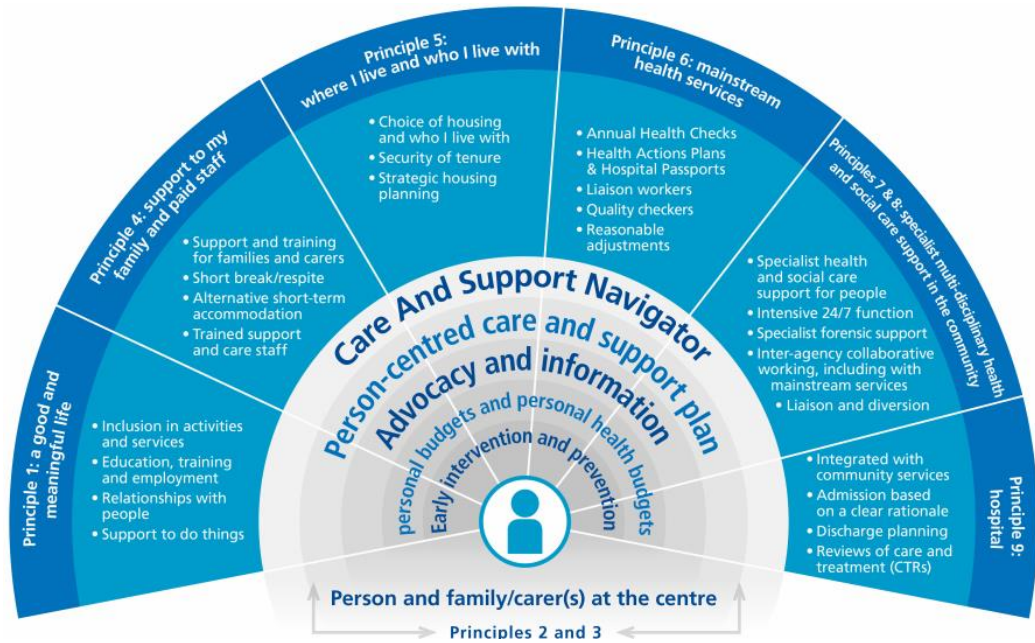 Principle 1: a good and
meaningful life
• Inclusion in activities
and services
• Education, training
and employment
• Relationships with
people
• Support to do things
Principle 4: support to my
family and paid staff
• Support and training
for families and carers
• Short break/respite
• Alternative short-term
accommodation
• Trained support
and care staff
Principle 5:
where I live and who I live with
• Choice of housing
and who I live with
• Security of tenure
• Strategic housing
planning
Principle 6: mainstream
health services
• Annual Health Checks
• Health Actions Plans
& Hospital Passports
• Liaison workers
• Quality checkers
• Reasonable
adjustments
Principles 7 & 8: specialist multi-disciplinary health
and social care support in the community
• Specialist health
and social care
support for people
• Intensive 24/7 function
• Specialist forensic support
• Inter-agency collaborative
working, including with
mainstream services
• Liaison and diversion
Principle 9:
hospital
• Integrated with
community services
• Admission based
on a clear rationale
• Discharge planning
• Reviews of care and
treatment (CTRs)
Care And Support Navigator
Person-centred care and support plan
Advocacy and information
personal budgets and personal health budgets
Early intervention and prevention
Person and family/carer(s) at the centre
Principles 2 and 3